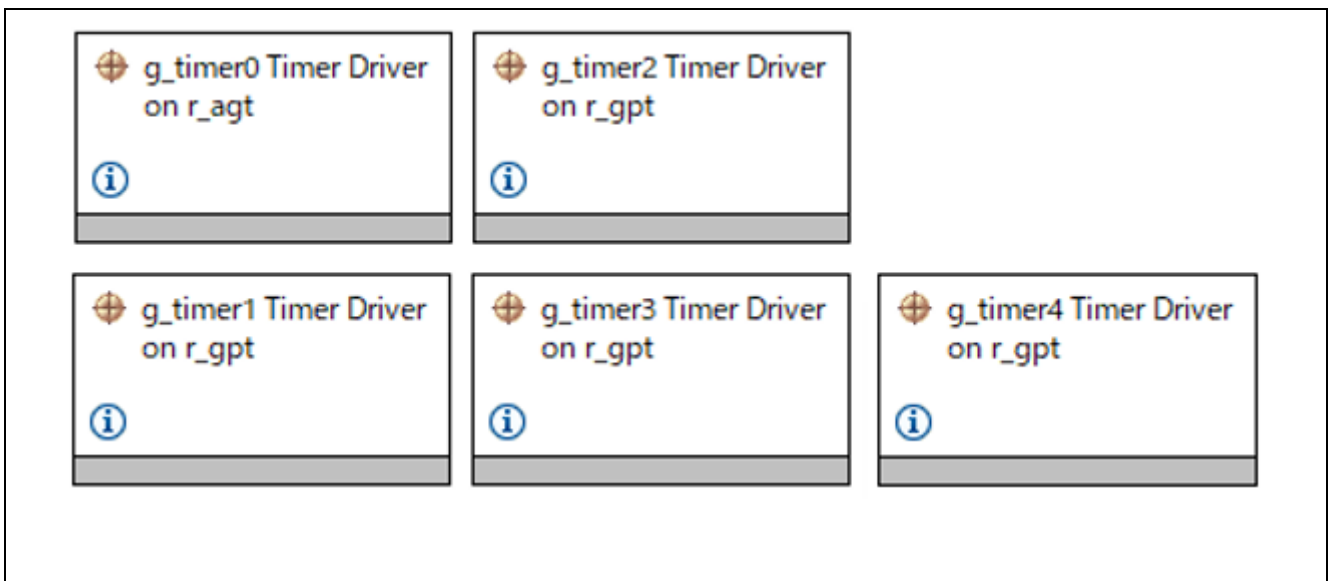 g_timer0 Timer Driver
on r_agt
g_timer2 Timer Driver
on r_gpt
g_timer1 Timer Driver
on r_gpt
g_timer3 Timer Driver
on r_gpt
g_timer4 Timer Driver
on r_gpt